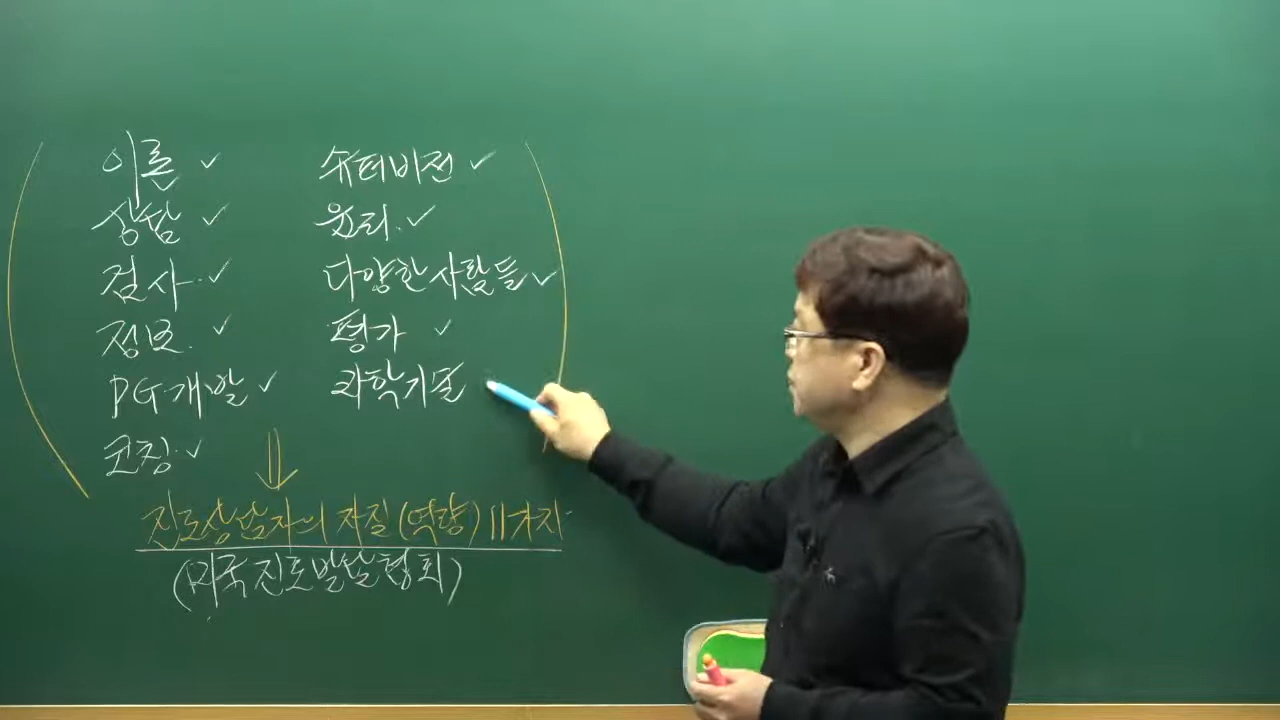 이론 ✓
상담 ✓
검사 ✓
정보 ✓
PG개발 ✓
코칭 ✓
슈퍼비전 ✓
윤리 ✓
다양한 사람들 ✓
평가 ✓
과학기술
진로상담자의 자질 (역량) 11가지
(미국진로발달협회)